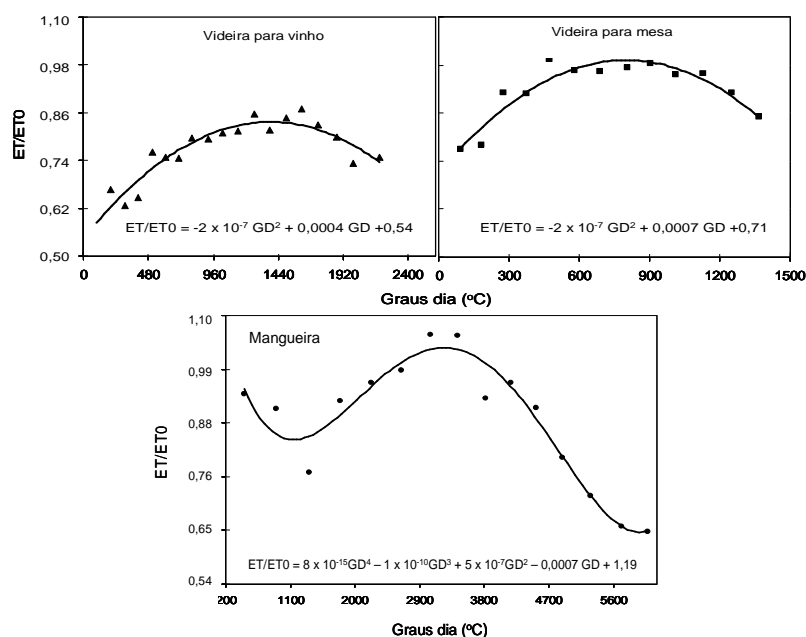 Videira para vinho
ET/ET0
1,10
0,98
0,86
0,74
0,62
0,50
ET/ET0 = -2 x 10⁻⁷ GD² + 0,0004 GD +0,54
0 480 960 1440 1920 2400
Videira para mesa
ET/ET0 = -2 x 10⁻⁷ GD² + 0,0007 GD +0,71
0 300 600 900 1200 1500
Graus dia (ºC)
Mangueira
ET/ET0
1,10
0,99
0,88
0,76
0,65
0,54
ET/ET0 = 8 x 10⁻¹⁵GD⁴ – 1 x 10⁻¹⁰GD³ + 5 x 10⁻⁷GD² – 0,0007 GD + 1,19
200 1100 2000 2900 3800 4700 5600
Graus dia (ºC)